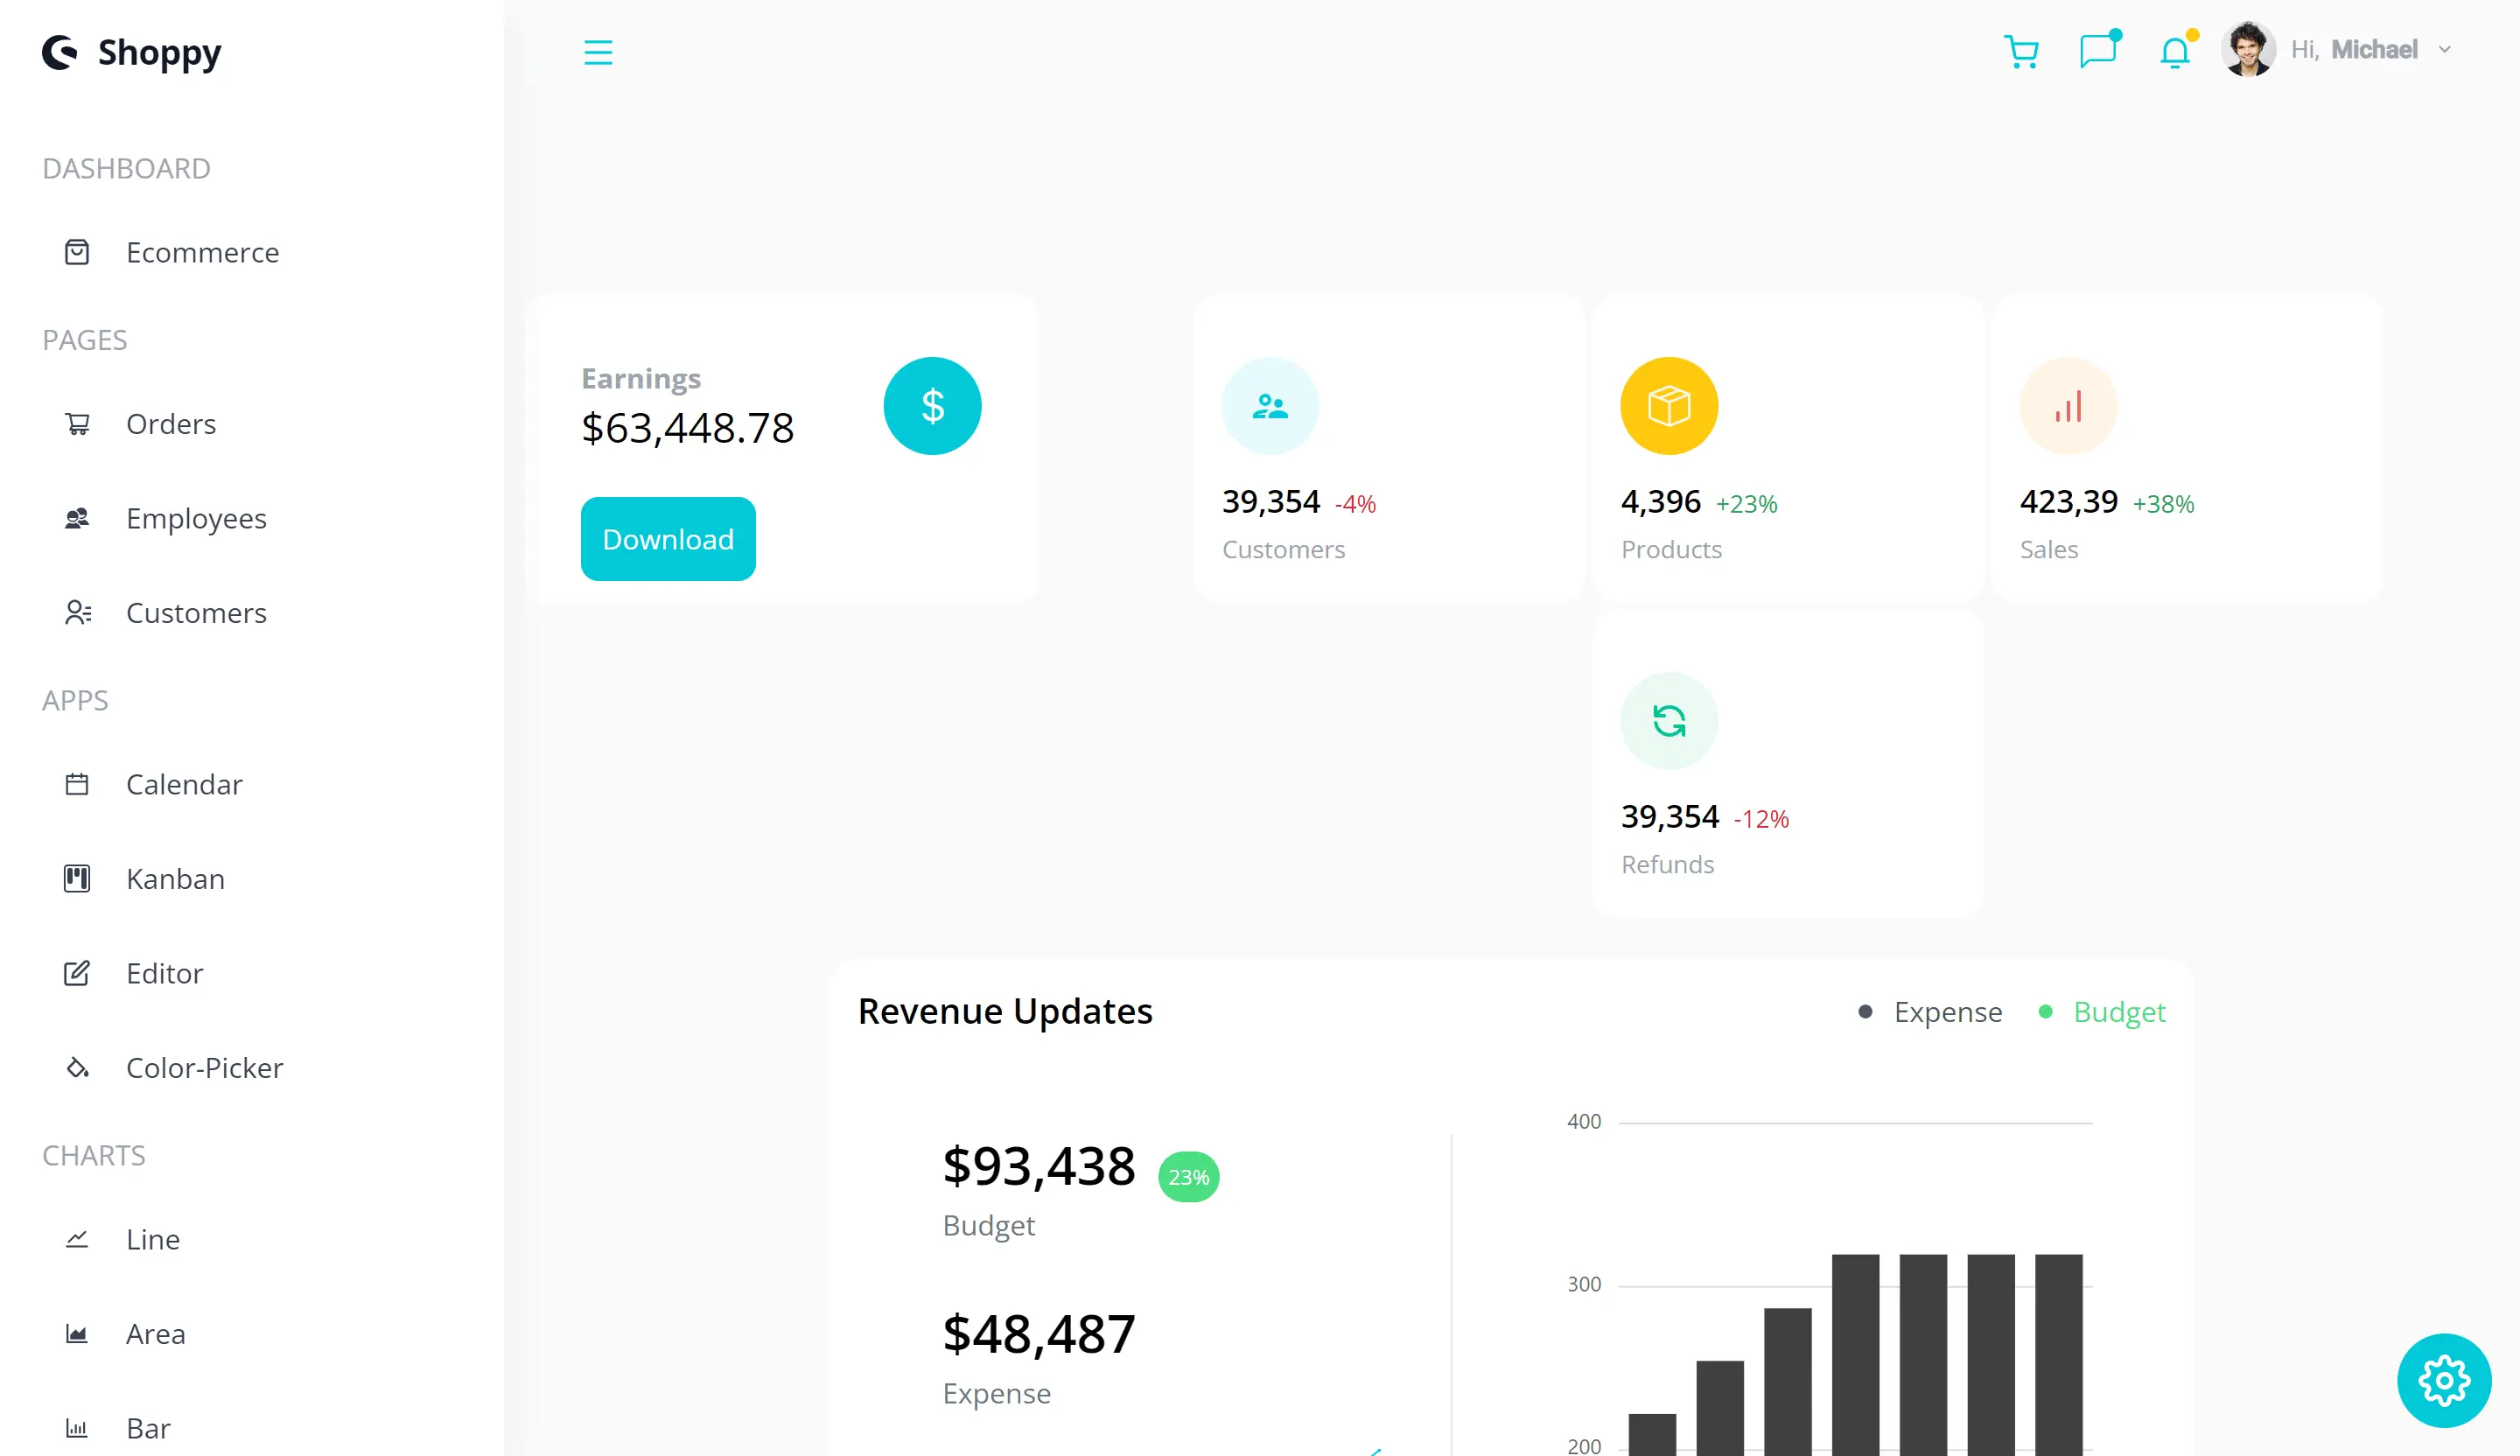 Shoppy
Hi, Michael
DASHBOARD
Ecommerce
PAGES
Orders
Employees
Customers
APPS
Calendar
Kanban
Editor
Color-Picker
CHARTS
Line
Area
Bar
Earnings
$63,448.78
$
Download
39,354 -4%
Customers
4,396 +23%
Products
423,39 +38%
Sales
39,354 -12%
Refunds
Revenue Updates
Expense
Budget
$93,438 23%
Budget
$48,487
Expense
400
300
200